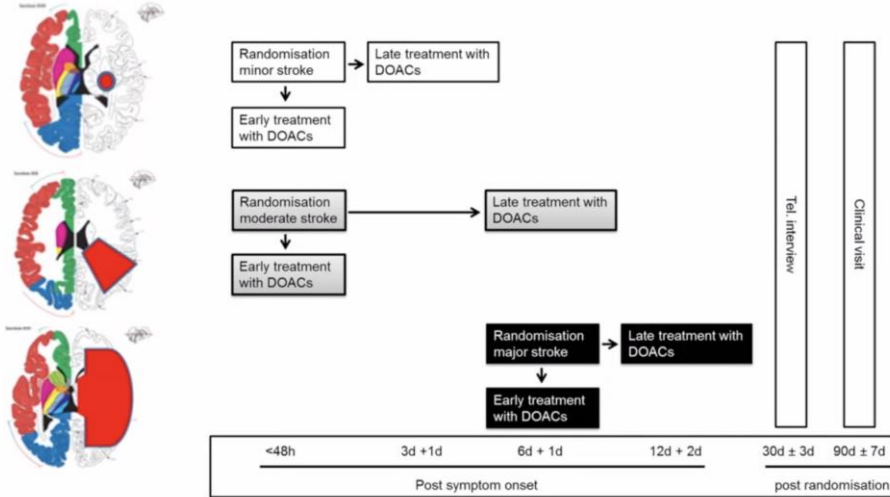 Randomisation
minor stroke
Late treatment with
DOACs
Early treatment
with DOACs
Randomisation
moderate stroke
Late treatment with
DOACs
Early treatment
with DOACs
Randomisation
major stroke
Late treatment with
DOACs
Early treatment
with DOACs
Tel. interview
Clinical visit
<48h 3d +1d 6d + 1d 12d + 2d 30d ± 3d 90d ± 7d
Post symptom onset post randomisation